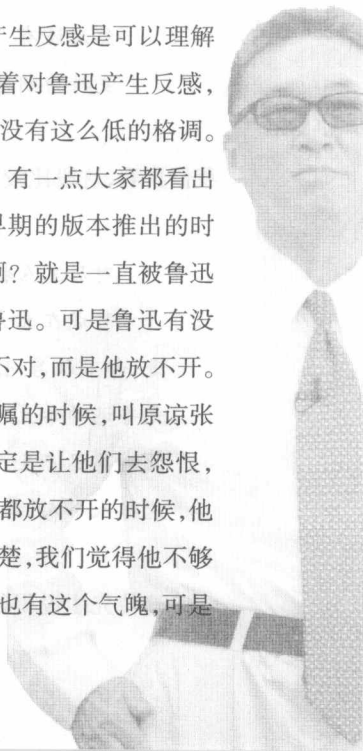 产生反感是可以理解
着对鲁迅产生反感，
没有这么低的格调。
有一点大家都看出
早期的版本推出的时
啊？就是一直被鲁迅
鲁迅。可是鲁迅有没
不对，而是他放不开。
嘱的时候，叫原谅张
定是让他们去怨恨，
都放不开的时候，他
楚，我们觉得他不够
也有这个气魄，可是